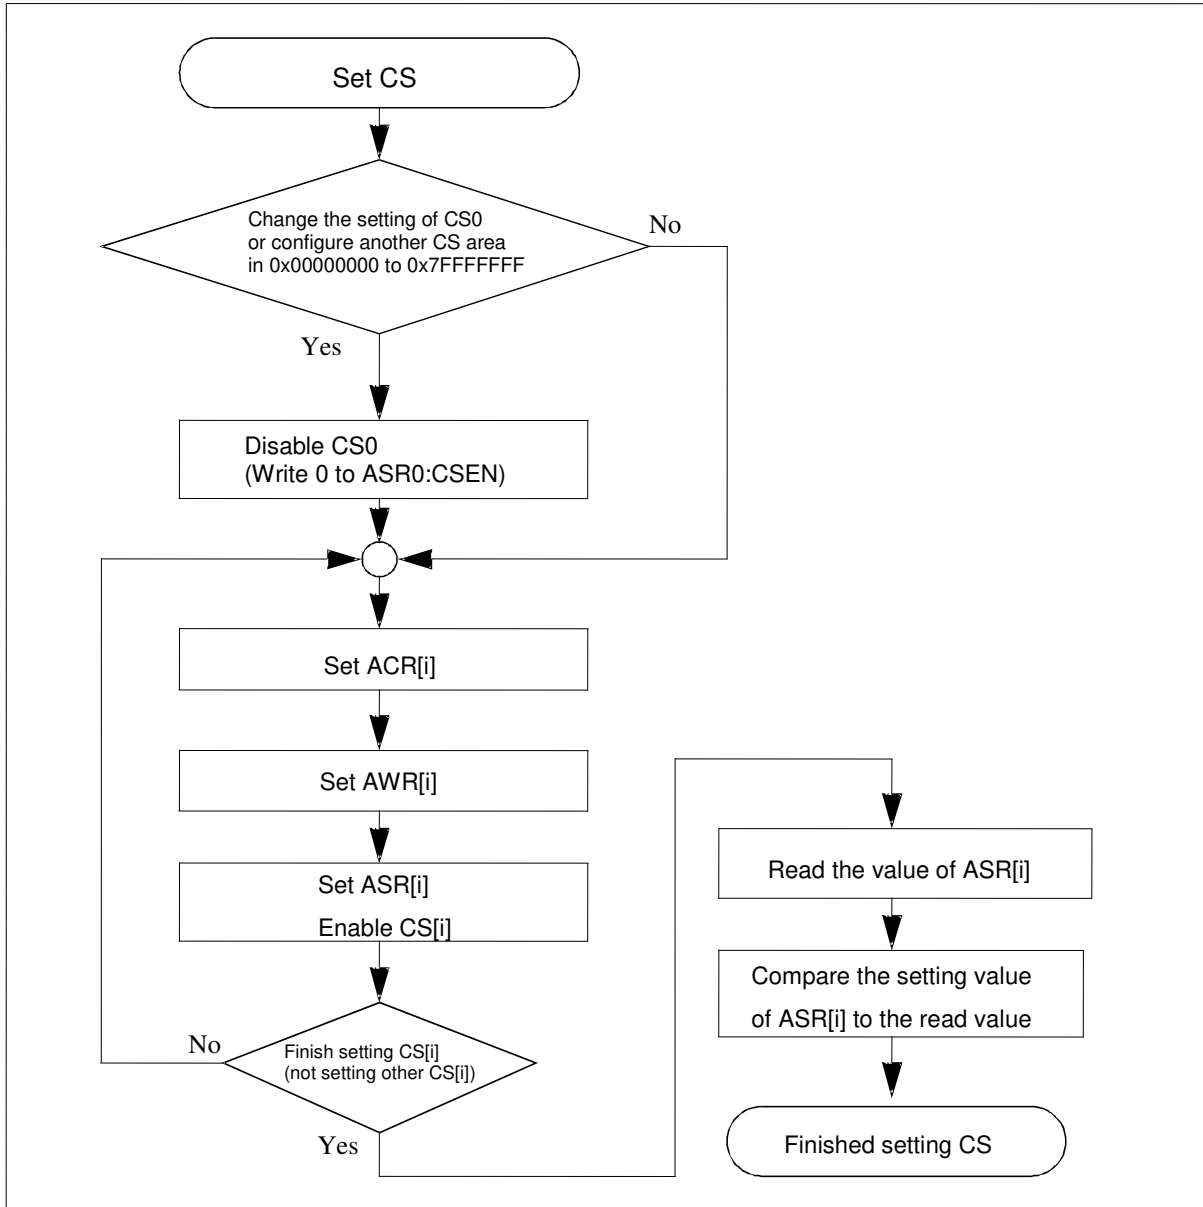 Set CS
Change the setting of CS0
or configure another CS area
in 0x00000000 to 0x7FFFFFFF
No
Yes
Disable CS0
(Write 0 to ASR0:CSEN)
Set ACR[i]
Set AWR[i]
Set ASR[i]
Enable CS[i]
Finish setting CS[i]
(not setting other CS[i])
No
Yes
Read the value of ASR[i]
Compare the setting value
of ASR[i] to the read value
Finished setting CS